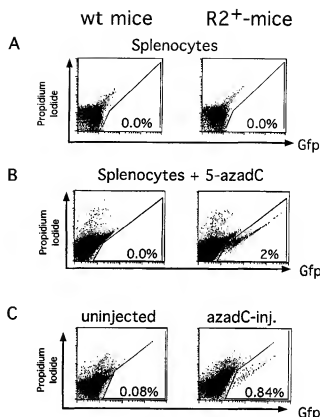 wt mice
R2+-mice
A
Splenocytes
Propidium
Iodide
0.0%
0.0%
Gfp
B
Splenocytes + 5-azadC
Propidium
Iodide
0.0%
2%
Gfp
C
uninjected
azadC-inj.
Propidium
Iodide
0.08%
0.84%
Gfp